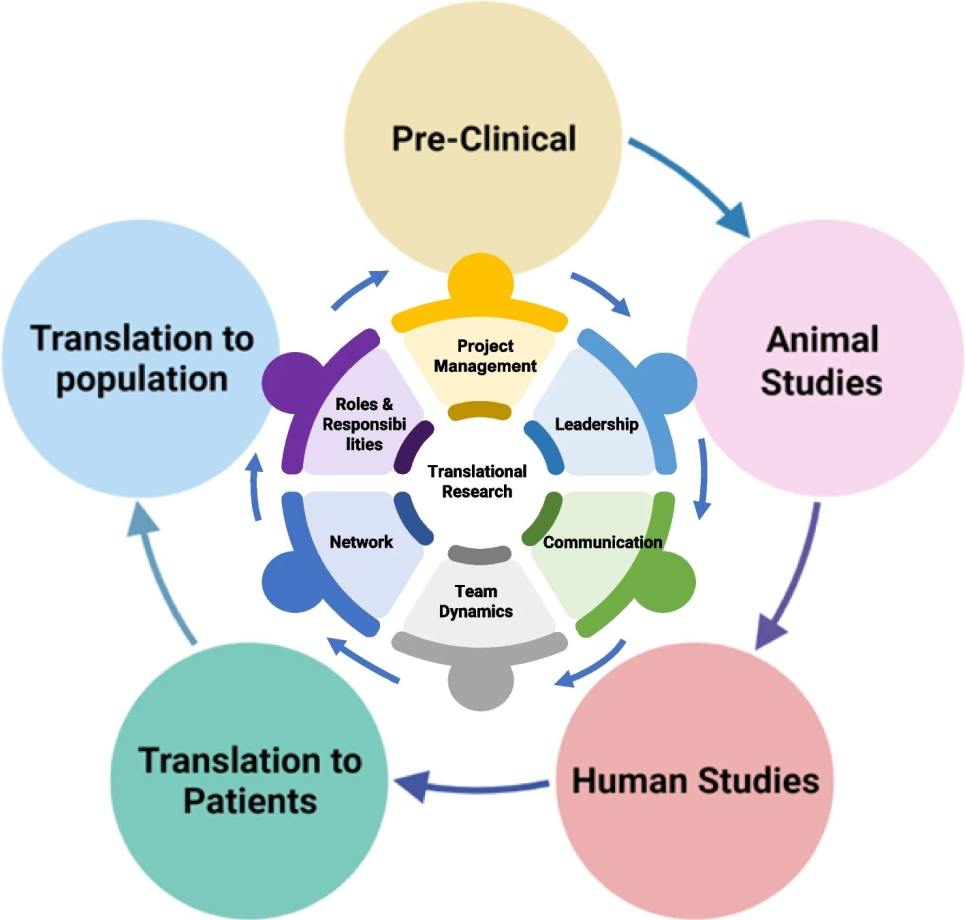 Pre-Clinical
Translation to
population
Animal
Studies
Project
Management
Roles &
Responsibi
lities
Leadership
Translational
Research
Network
Communication
Team
Dynamics
Translation to
Patients
Human Studies